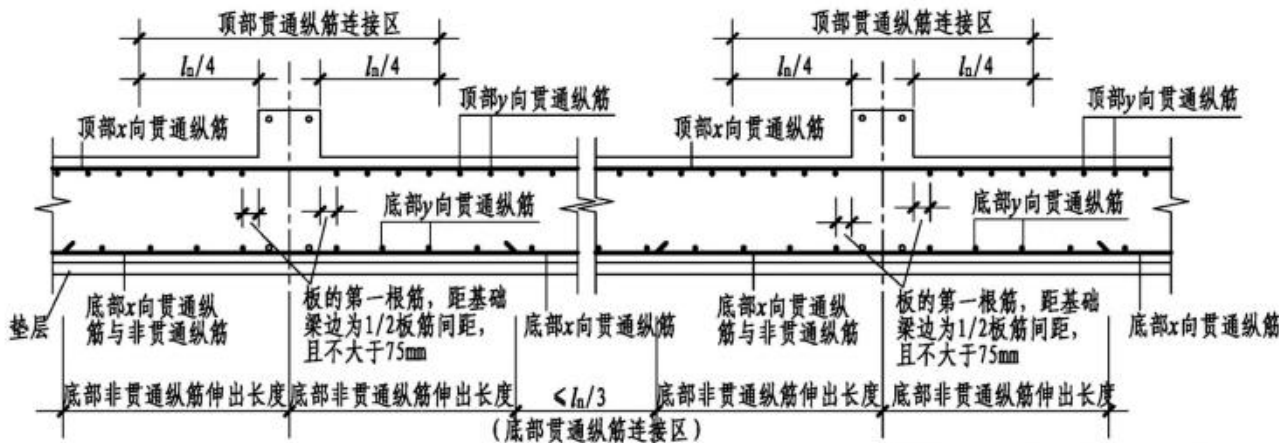 顶部贯通纵筋连接区
顶部贯通纵筋连接区
ln/4
ln/4
ln/4
ln/4
顶部y向贯通纵筋
顶部y向贯通纵筋
顶部x向贯通纵筋
顶部x向贯通纵筋
底部y向贯通纵筋
底部y向贯通纵筋
垫层
底部x向贯通纵
筋与非贯通纵筋
板的第一根筋，距基础
梁边为1/2板筋间距，
且不大于75mm
底部x向贯通纵筋
底部x向贯通纵
筋与非贯通纵筋
板的第一根筋，距基础
梁边为1/2板筋间距，
且不大于75mm
底部x向贯通纵筋
底部非贯通纵筋伸出长度
底部非贯通纵筋伸出长度
≤ln/3
底部非贯通纵筋伸出长度
底部非贯通纵筋伸出长度
(底部贯通纵筋连接区)